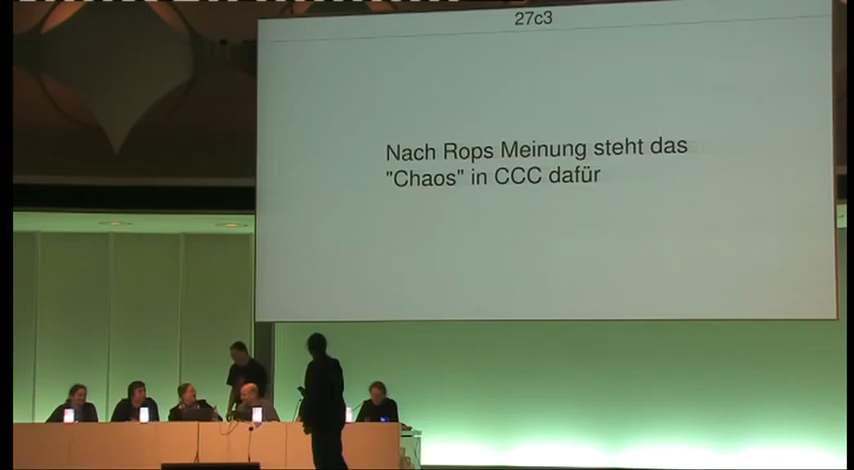 27c3
Nach Rops Meinung steht das
"Chaos" in CCC dafür